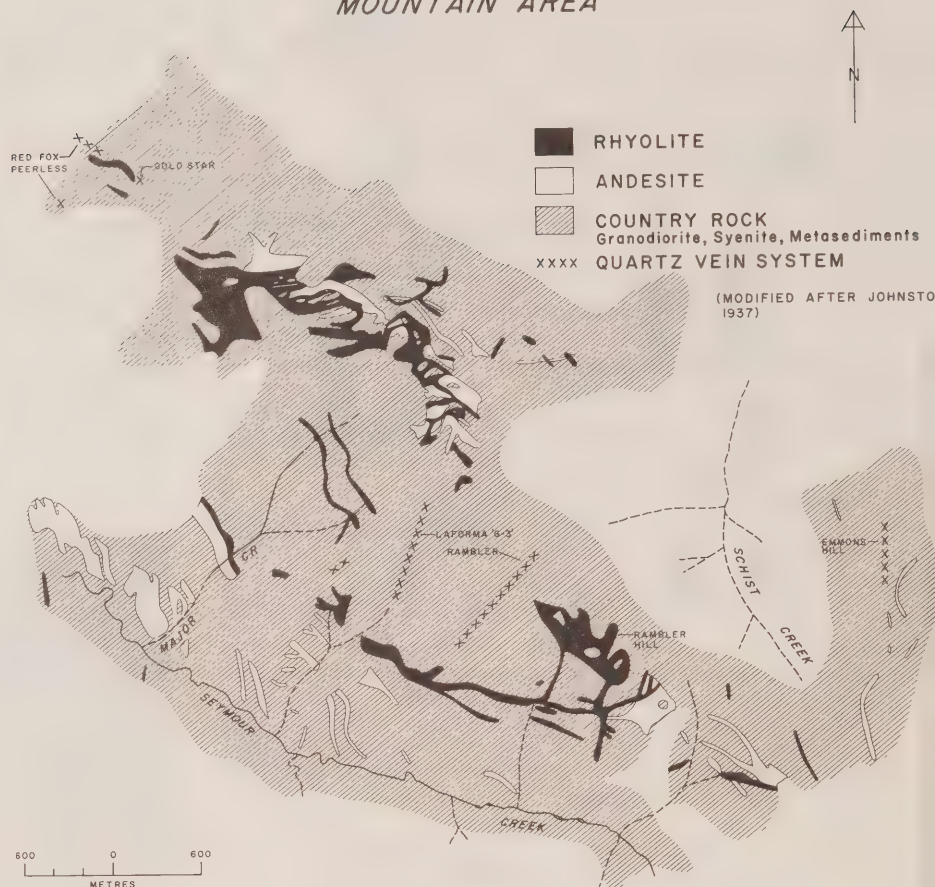 MOUNTAIN AREA
N
RHYOLITE
ANDESITE
COUNTRY ROCK
Granodiorite, Syenite, Metasediments
xxxx QUARTZ VEIN SYSTEM
(MODIFIED AFTER JOHNSTO
1937)
RED FOX
PEERLESS
GOLD STAR
LAFORMA 'G-3'
RAMBLER
EMMONS
HILL
SCHIST
CREEK
CR
MAJOR
RAMBLER
HILL
SEYMOUR
CREEK
600 0 600
METRES